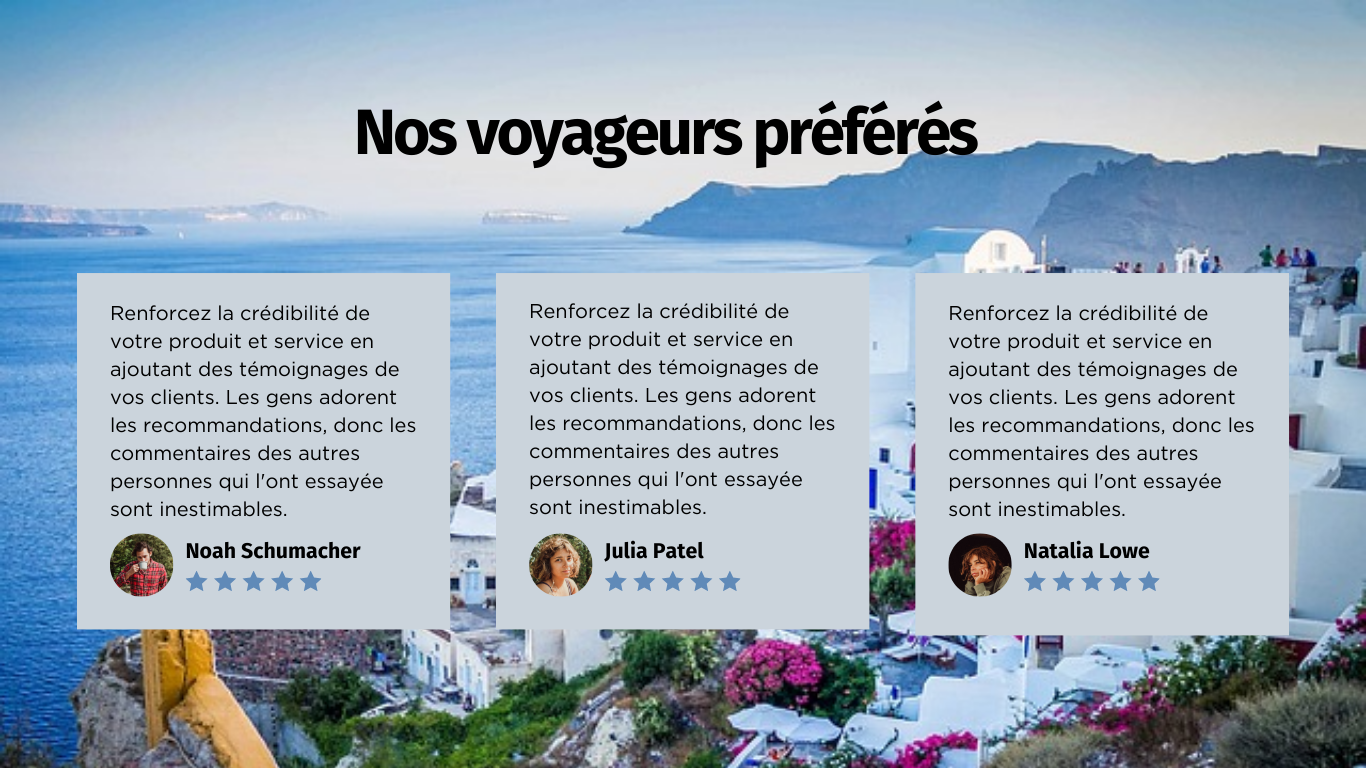 Nos voyageurs préférés
Renforcez la crédibilité de
votre produit et service en
ajoutant des témoignages de
vos clients. Les gens adorent
les recommandations, donc les
commentaires des autres
personnes qui l'ont essayée
sont inestimables.
Noah Schumacher
Renforcez la crédibilité de
votre produit et service en
ajoutant des témoignages de
vos clients. Les gens adorent
les recommandations, donc les
commentaires des autres
personnes qui l'ont essayée
sont inestimables.
Julia Patel
Renforcez la crédibilité de
votre produit et service en
ajoutant des témoignages de
vos clients. Les gens adorent
les recommandations, donc les
commentaires des autres
personnes qui l'ont essayée
sont inestimables.
Natalia Lowe